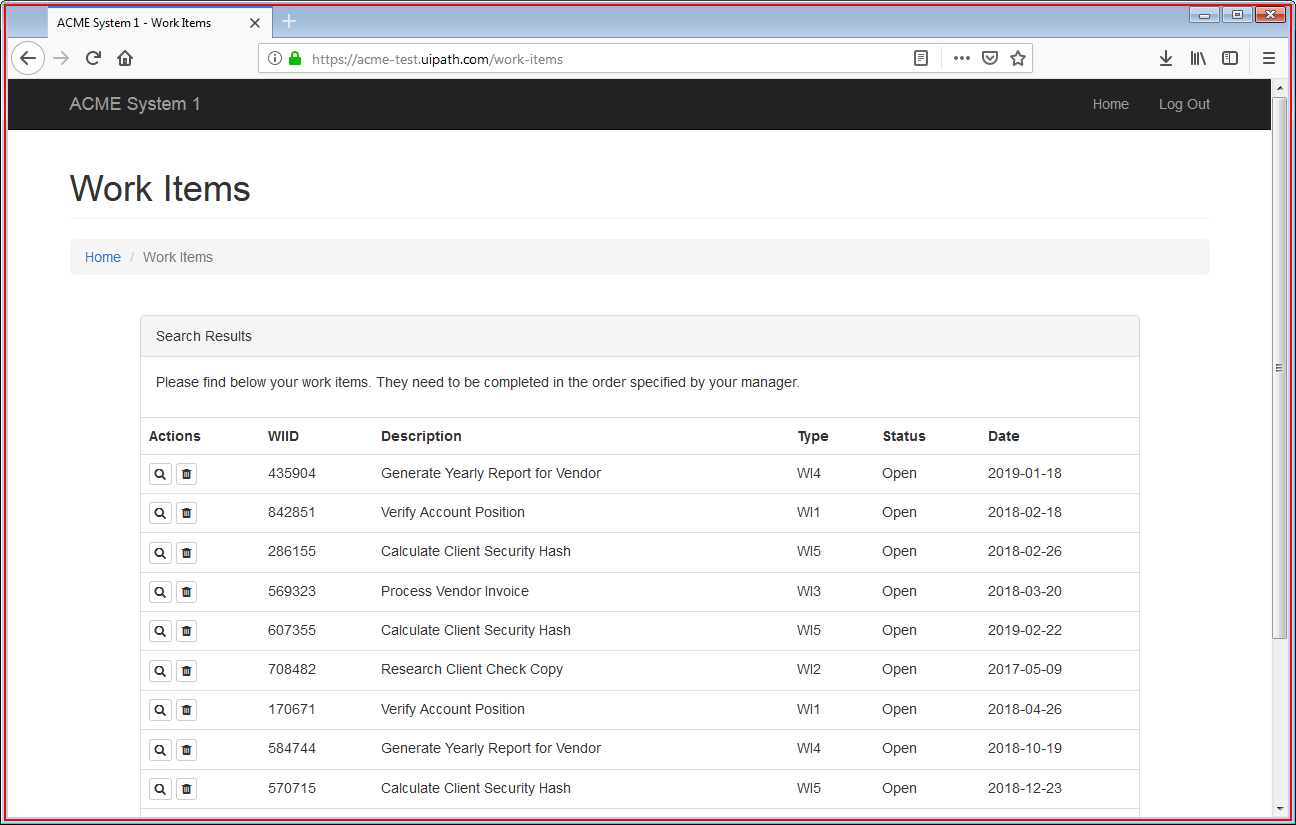 ACME System 1 - Work Items
https://acme-test.uipath.com/work-items
ACME System 1 Home Log Out
Work Items
Home / Work Items
Search Results
Please find below your work items. They need to be completed in the order specified by your manager.
Actions WIID Description Type Status Date
435904 Generate Yearly Report for Vendor WI4 Open 2019-01-18
842851 Verify Account Position WI1 Open 2018-02-18
286155 Calculate Client Security Hash WI5 Open 2018-02-26
569323 Process Vendor Invoice WI3 Open 2018-03-20
607355 Calculate Client Security Hash WI5 Open 2019-02-22
708482 Research Client Check Copy WI2 Open 2017-05-09
170671 Verify Account Position WI1 Open 2018-04-26
584744 Generate Yearly Report for Vendor WI4 Open 2018-10-19
570715 Calculate Client Security Hash WI5 Open 2018-12-23